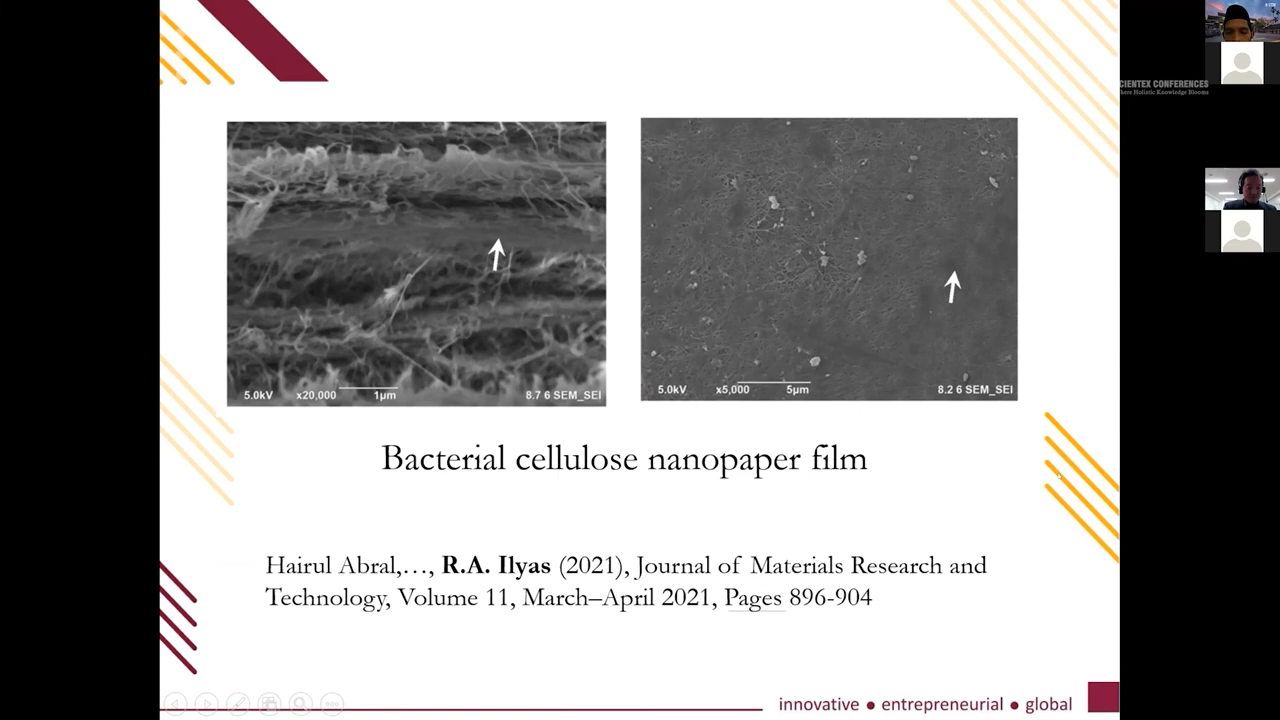 CIENTEX CONFERENCES
here Holistic Knowledge Blooms
5.0kV x20,000 1µm 8.7 6 SEM_SEI
5.0kV x5,000 5µm 8.2 6 SEM_SEI
Bacterial cellulose nanopaper film
Hairul Abral,…, R.A. Ilyas (2021), Journal of Materials Research and
Technology, Volume 11, March–April 2021, Pages 896-904
innovative ● entrepreneurial ● global